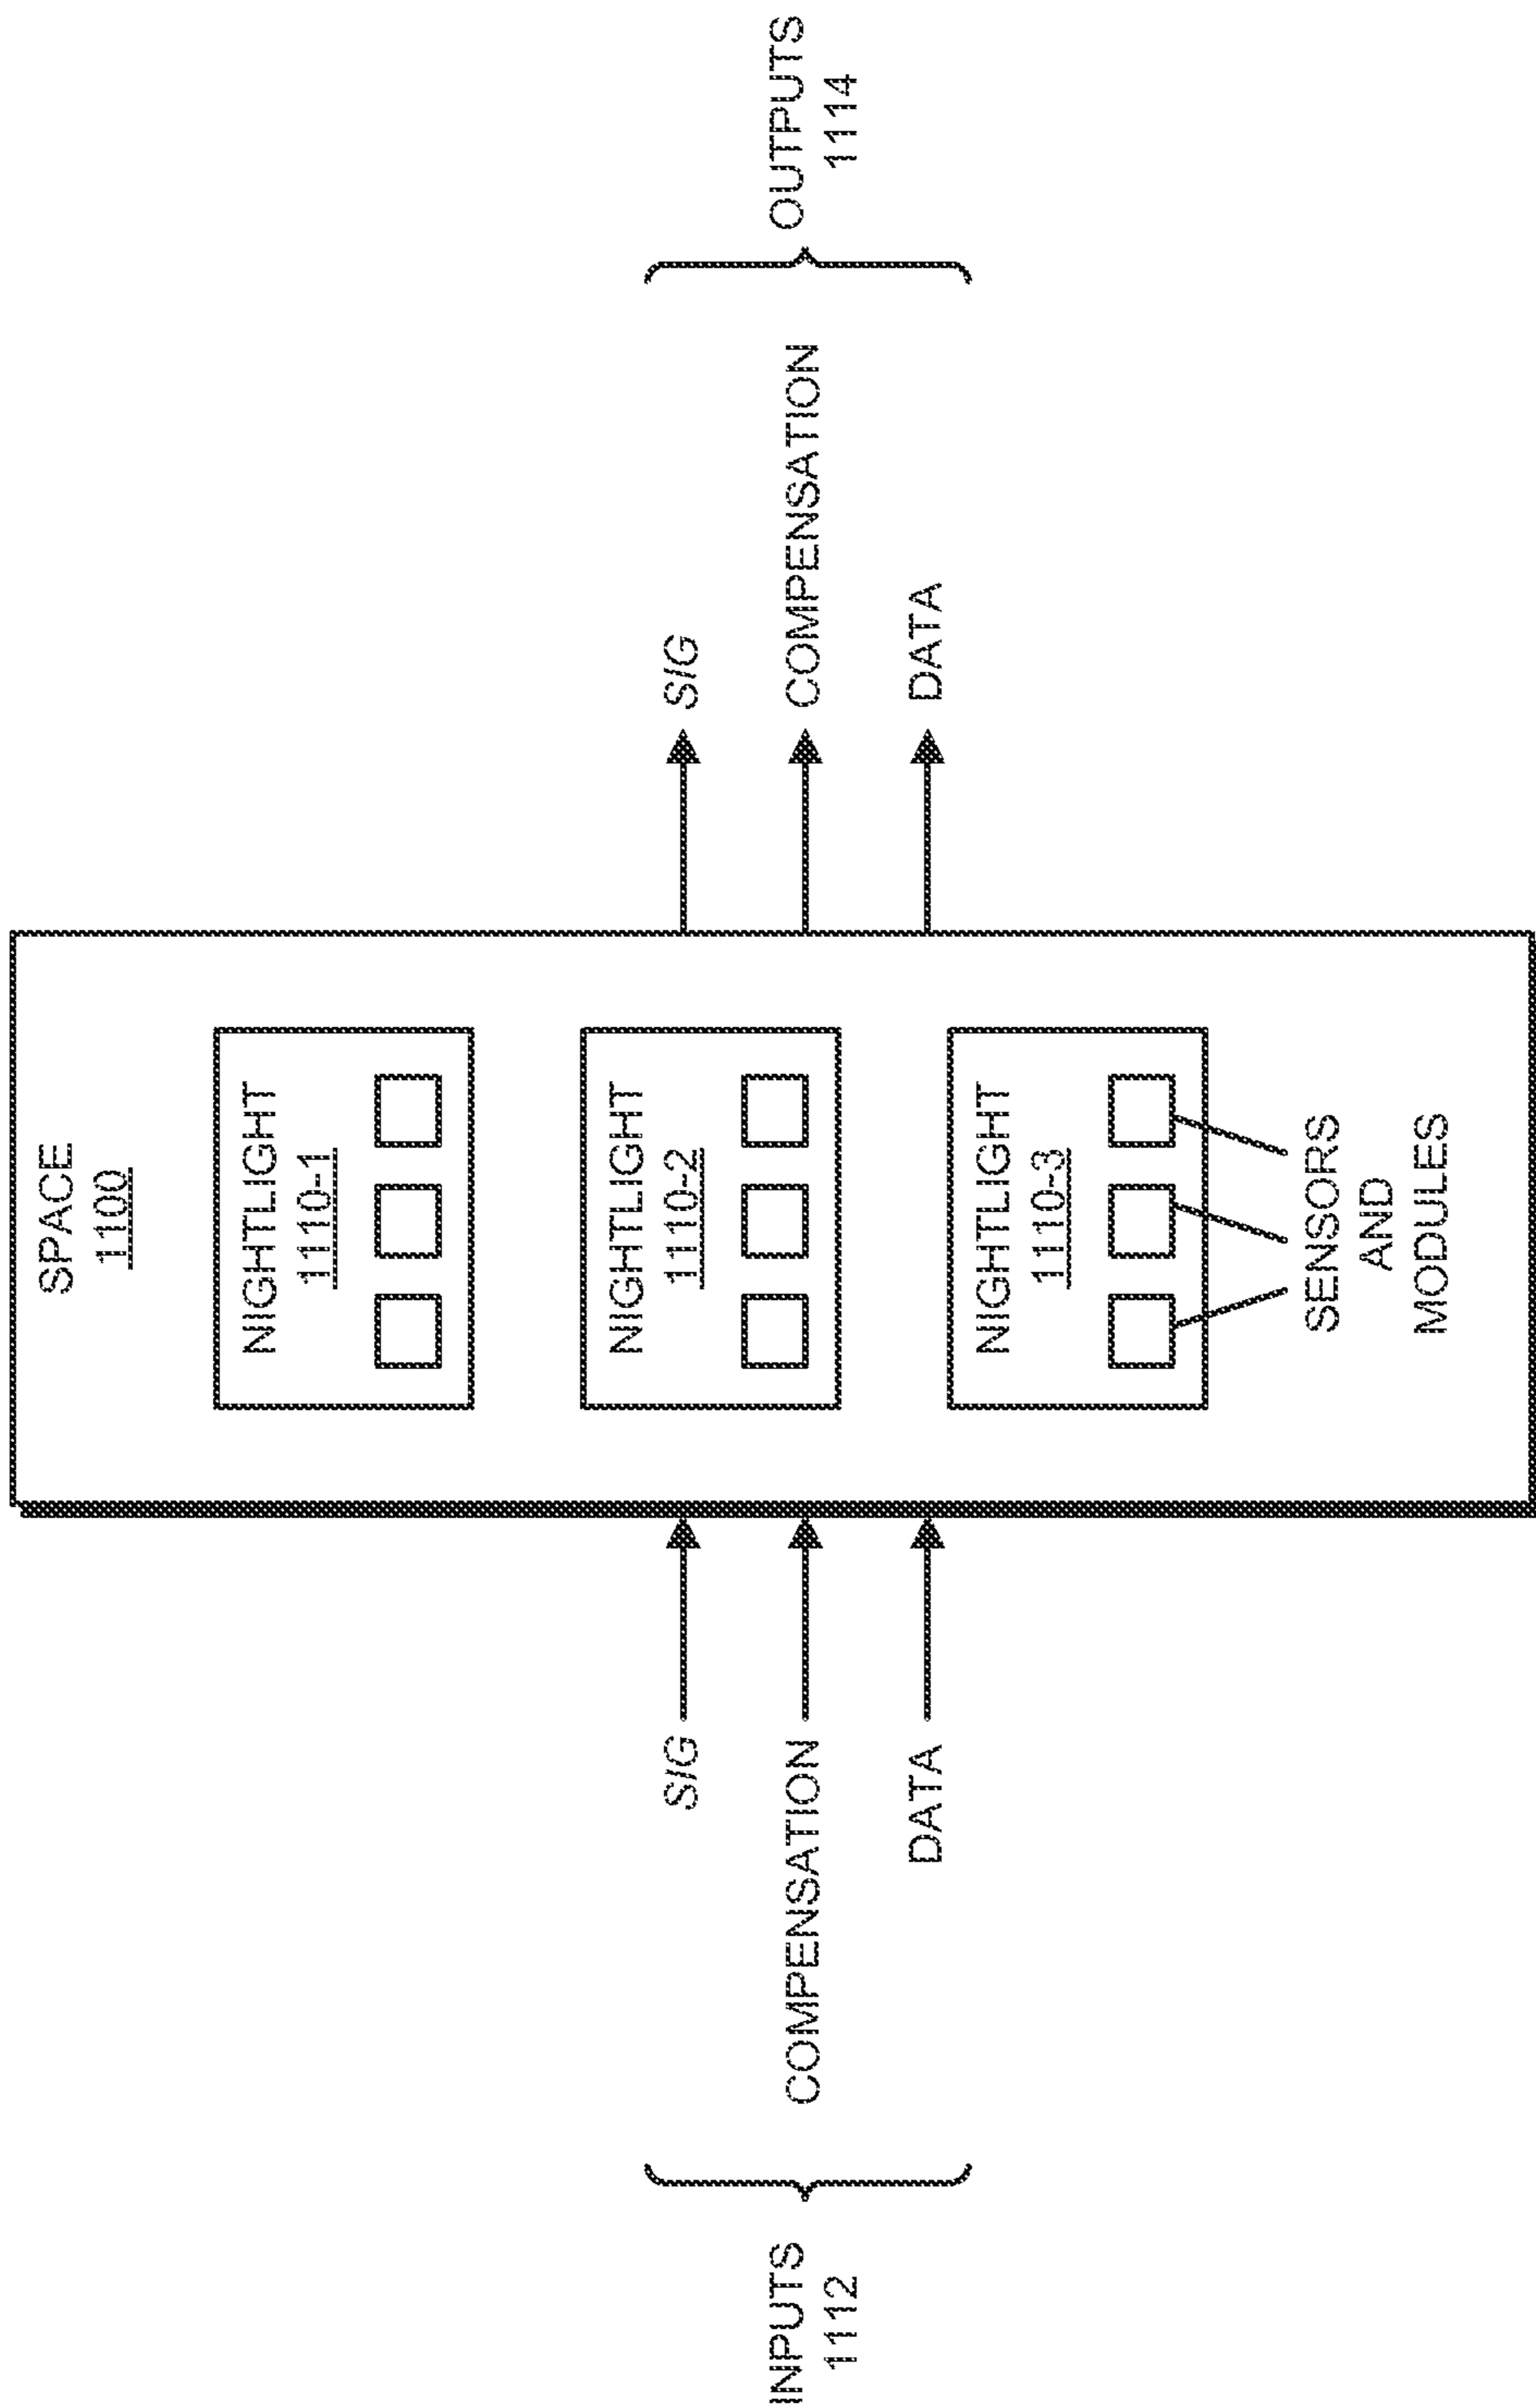 INPUTS
1112
SIG
COMPENSATION
DATA
SPACE
1100
NIGHTLIGHT
1110-1
NIGHTLIGHT
1110-2
NIGHTLIGHT
1110-3
SENSORS
AND
MODULES
SIG
COMPENSATION
DATA
OUTPUTS
1114